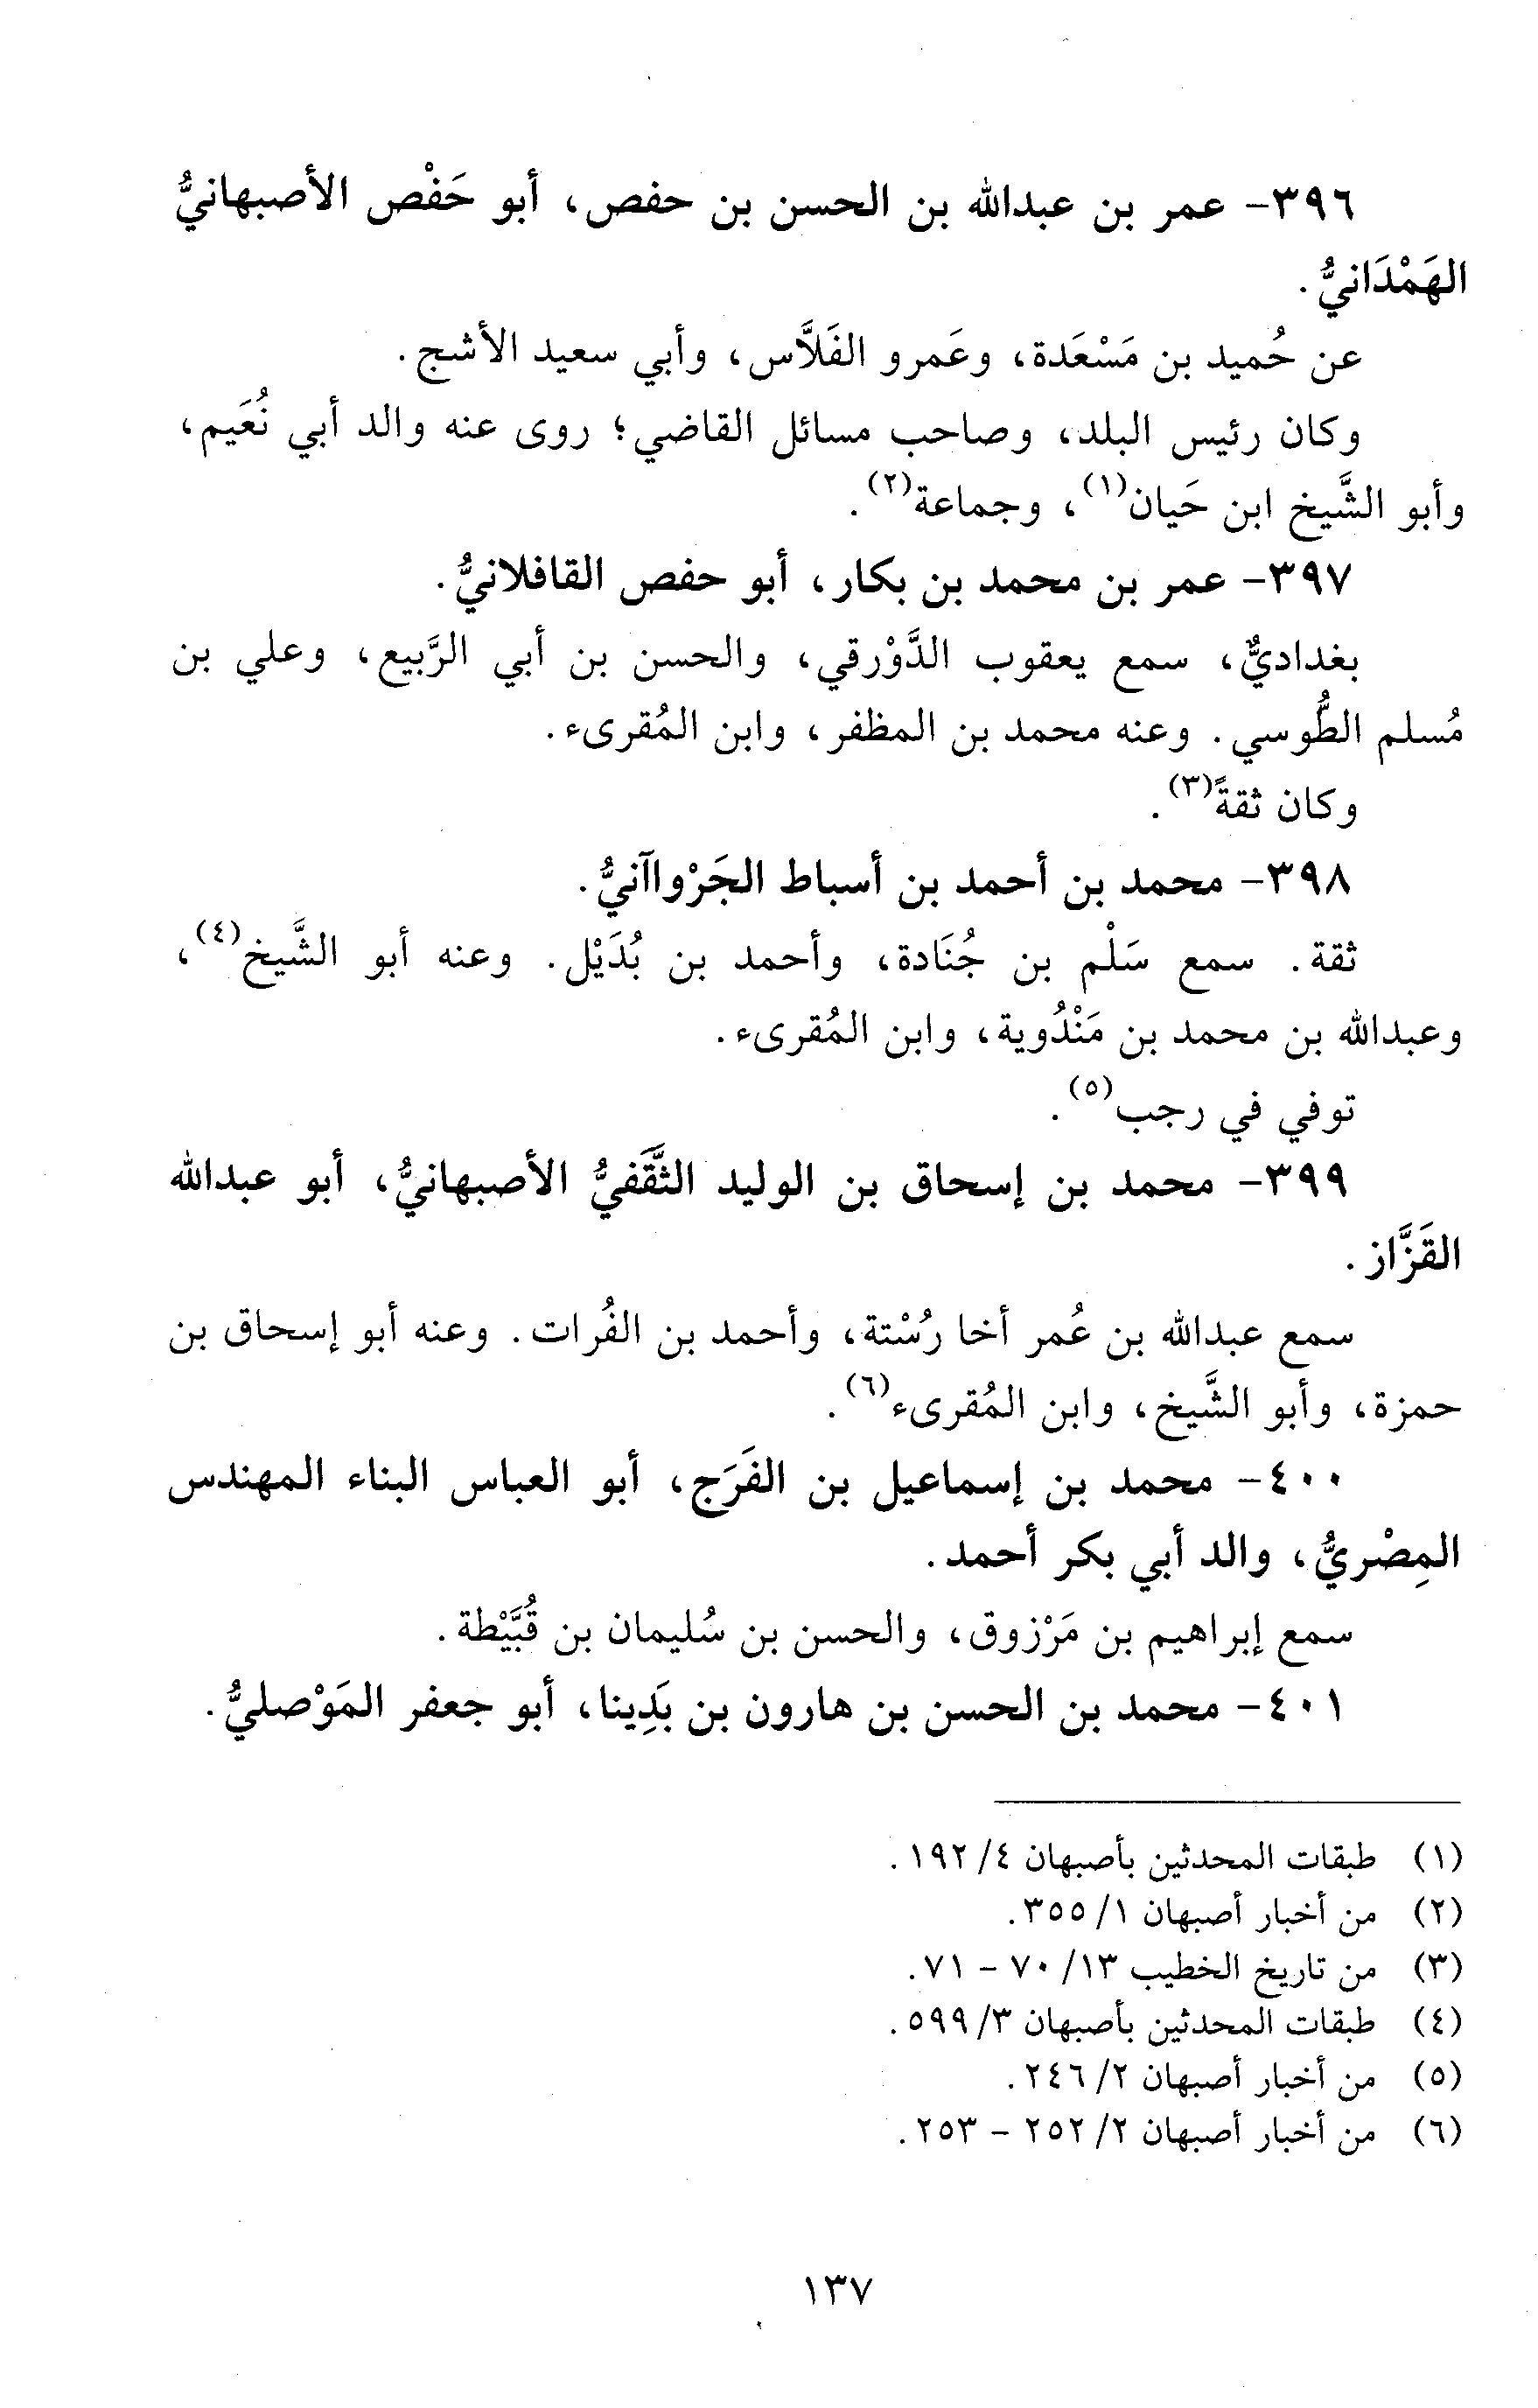 ٣٩٦- عمر بن عبدالله بن الحسن بن حفص، أبو حَفْص الأصبهانيُّ
الهَمْدَانيُّ.
عن حُميد بن مَسْعَدة، وعَمرو الفَلاَّس، وأبي سعيد الأشج.
وكان رئيس البلد، وصاحب مسائل القاضي؛ روى عنه والد أبي نُعَيم،
وأبو الشَّيخ ابن حَيان(١)، وجماعة(٢).
٣٩٧- عمر بن محمد بن بكار، أبو حفص القافلانيُّ.
بغداديٌّ، سمع يعقوب الدَّوْرقي، والحسن بن أبي الرَّبيع، وعلي بن
مُسلم الطُّوسي. وعنه محمد بن المظفر، وابن المُقرىء.
وكان ثقةً(٣).
٣٩٨- محمد بن أحمد بن أسباط الجَرْواآنيُّ.
ثقة. سمع سَلْم بن جُنَادة، وأحمد بن بُدَيْل. وعنه أبو الشَّيخ(٤)،
وعبدالله بن محمد بن مَنْدُوية، وابن المُقرىء.
توفي في رجب(٥).
٣٩٩- محمد بن إسحاق بن الوليد الثَّقَفيُّ الأصبهانيُّ، أبو عبدالله
القَزَّاز.
سمع عبدالله بن عُمر أخا رُسْتة، وأحمد بن الفُرات. وعنه أبو إسحاق بن
حمزة، وأبو الشَّيخ، وابن المُقرىء(٦).
٤٠٠- محمد بن إسماعيل بن الفَرَج، أبو العباس البناء المهندس
المِصْريُّ، والد أبي بكر أحمد.
سمع إبراهيم بن مَرْزوق، والحسن بن سُليمان بن قُبَّيْطة.
٤٠١- محمد بن الحسن بن هارون بن بَدِينا، أبو جعفر المَوْصليُّ.
(١) طبقات المحدثين بأصبهان ٤/ ١٩٢.
(٢) من أخبار أصبهان ١/ ٣٥٥.
(٣) من تاريخ الخطيب ١٣/ ٧٠ - ٧١.
(٤) طبقات المحدثين بأصبهان ٣/ ٥٩٩.
(٥) من أخبار أصبهان ٢/ ٢٤٦.
(٦) من أخبار أصبهان ٢/ ٢٥٢ - ٢٥٣.
١٣٧